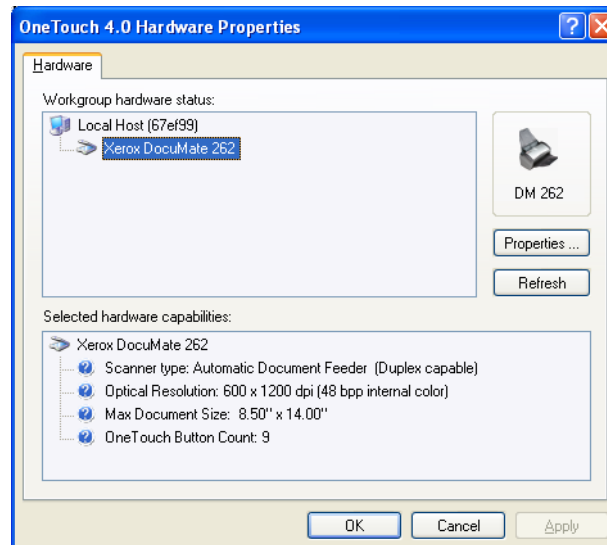 OneTouch 4.0 Hardware Properties
Hardware
Workgroup hardware status:
Local Host (67ef99)
Xerox DocuMate 262
DM 262
Properties ...
Refresh
Selected hardware capabilities:
Xerox DocuMate 262
Scanner type: Automatic Document Feeder (Duplex capable)
Optical Resolution: 600 x 1200 dpi (48 bpp internal color)
Max Document Size: 8.50'' x 14.00''
OneTouch Button Count: 9
OK
Cancel
Apply